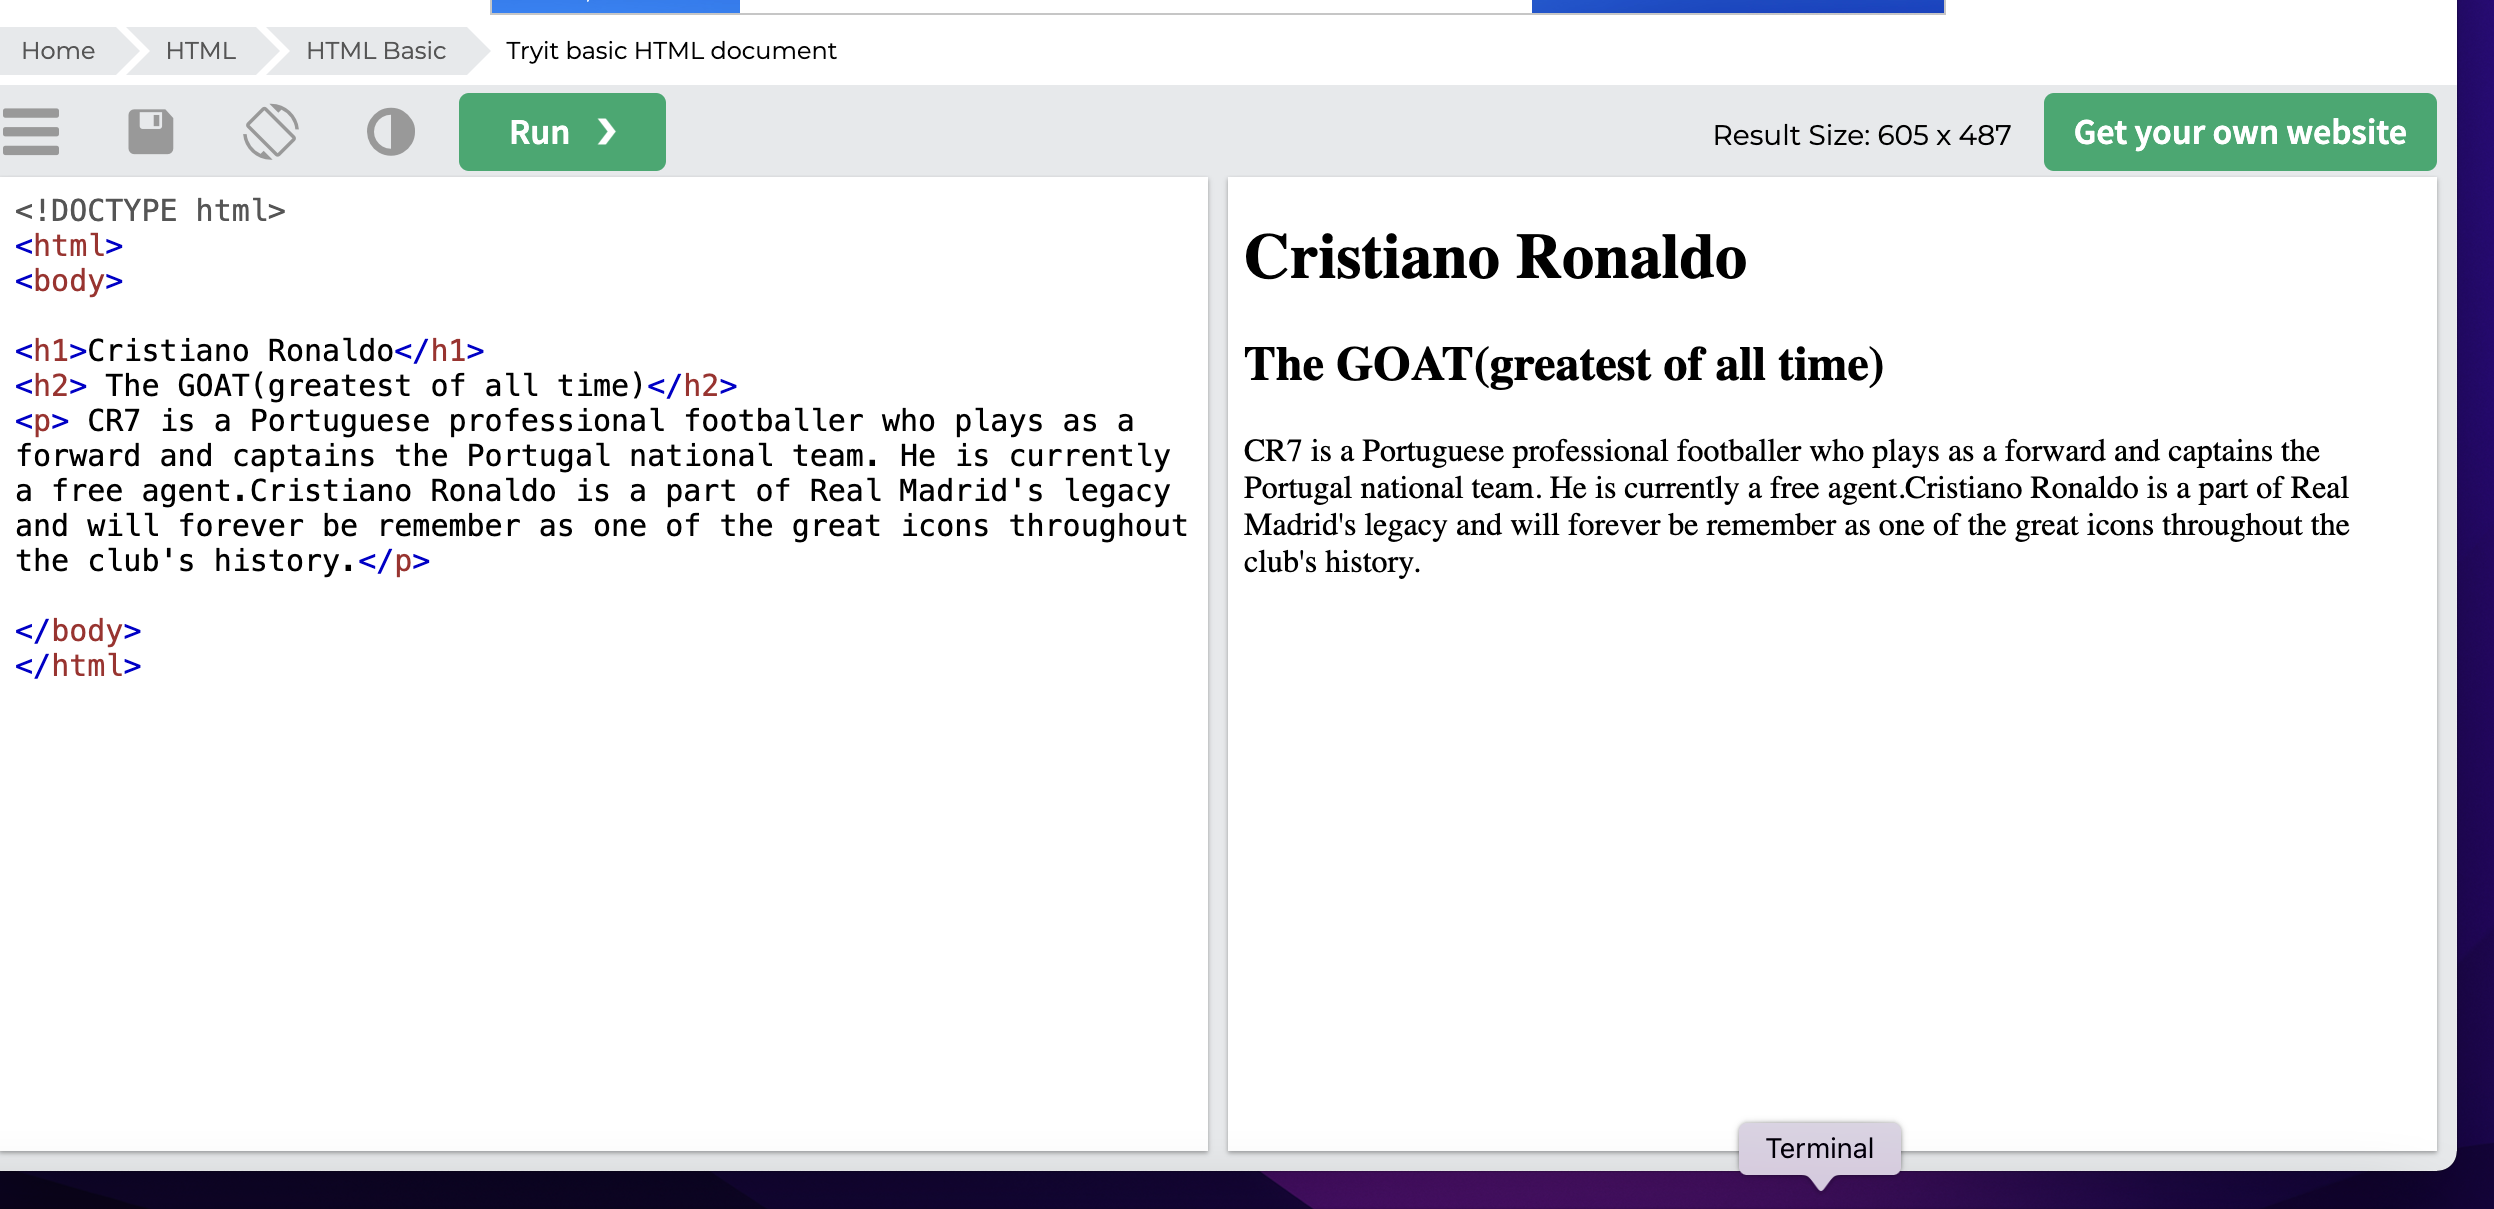 Home HTML HTML Basic Tryit basic HTML document
Run ❯ Result Size: 605 x 487 Get your own website
<!DOCTYPE html>
<html>
<body>
<h1>Cristiano Ronaldo</h1>
<h2> The GOAT(greatest of all time)</h2>
<p> CR7 is a Portuguese professional footballer who plays as a
forward and captains the Portugal national team. He is currently
a free agent.Cristiano Ronaldo is a part of Real Madrid's legacy
and will forever be remember as one of the great icons throughout
the club's history.</p>
</body>
</html>
Cristiano Ronaldo
The GOAT(greatest of all time)
CR7 is a Portuguese professional footballer who plays as a forward and captains the
Portugal national team. He is currently a free agent.Cristiano Ronaldo is a part of Real
Madrid's legacy and will forever be remember as one of the great icons throughout the
club's history.
Terminal